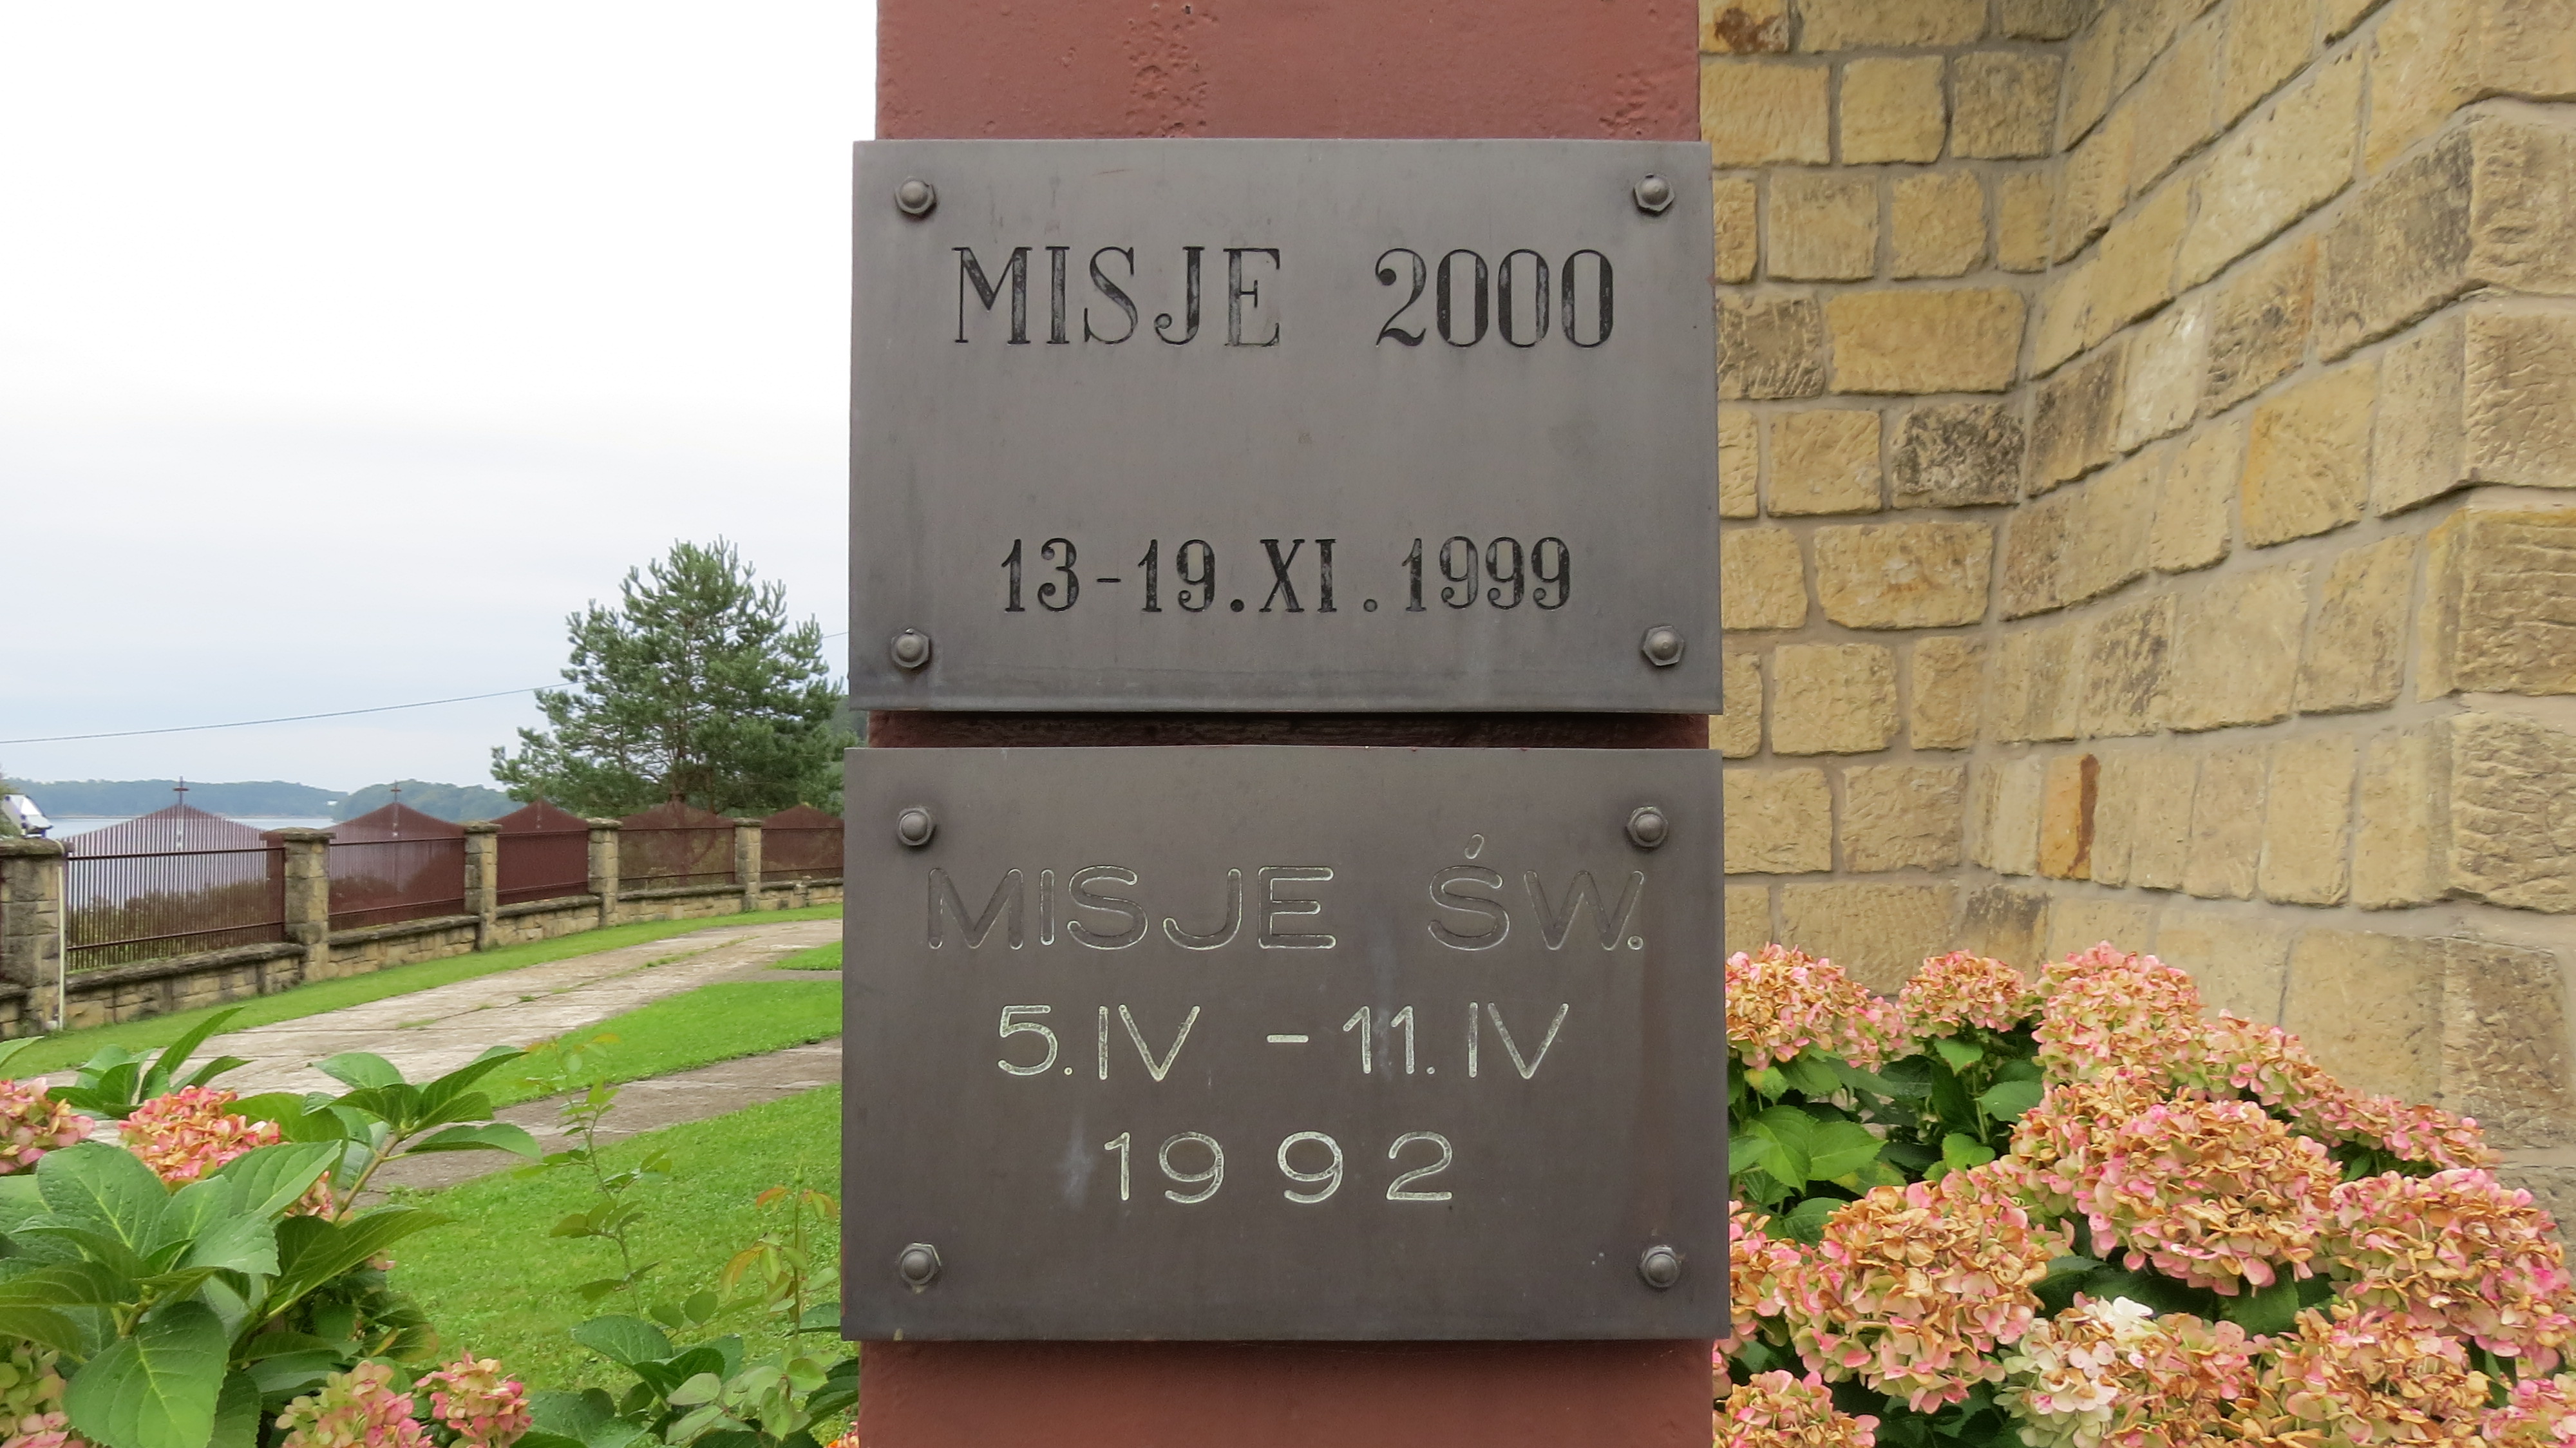 MISJE 2000
13-19.XI.1999
MISJE ŚW.
5.IV - 11.IV
1992